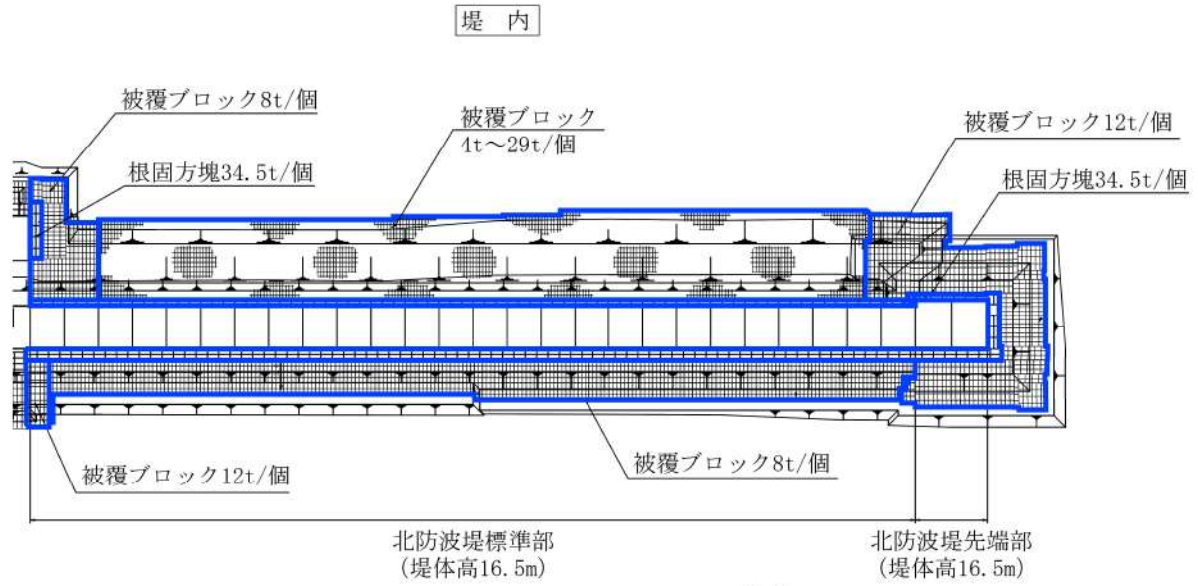 堤 内
被覆ブロック8t/個
被覆ブロック
4t～29t/個
被覆ブロック12t/個
根固方塊34.5t/個
根固方塊34.5t/個
被覆ブロック12t/個
被覆ブロック8t/個
北防波堤標準部
(堤体高16.5m)
北防波堤先端部
(堤体高16.5m)